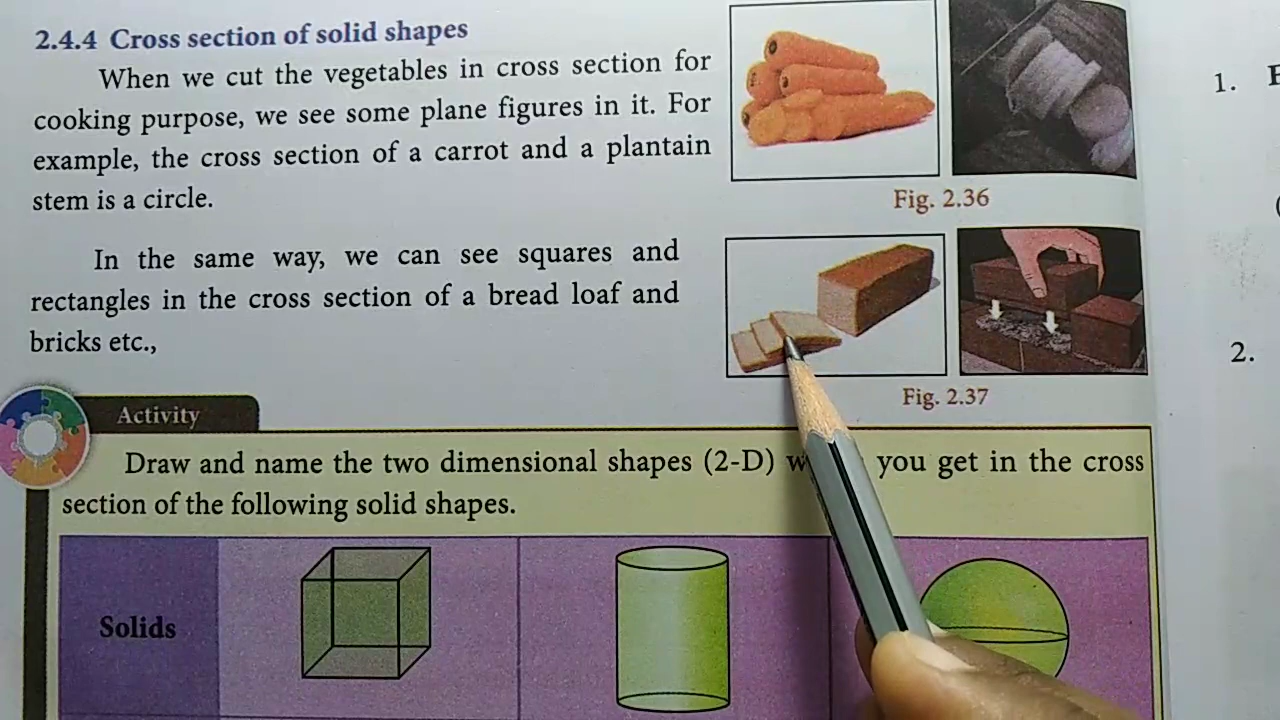 2.4.4 Cross section of solid shapes
When we cut the vegetables in cross section for
cooking purpose, we see some plane figures in it. For
example, the cross section of a carrot and a plantain
stem is a circle.
Fig. 2.36
In the same way, we can see squares and
rectangles in the cross section of a bread loaf and
bricks etc.,
Fig. 2.37
Activity
Draw and name the two dimensional shapes (2-D) you get in the cross
section of the following solid shapes.
Solids
1.
2.